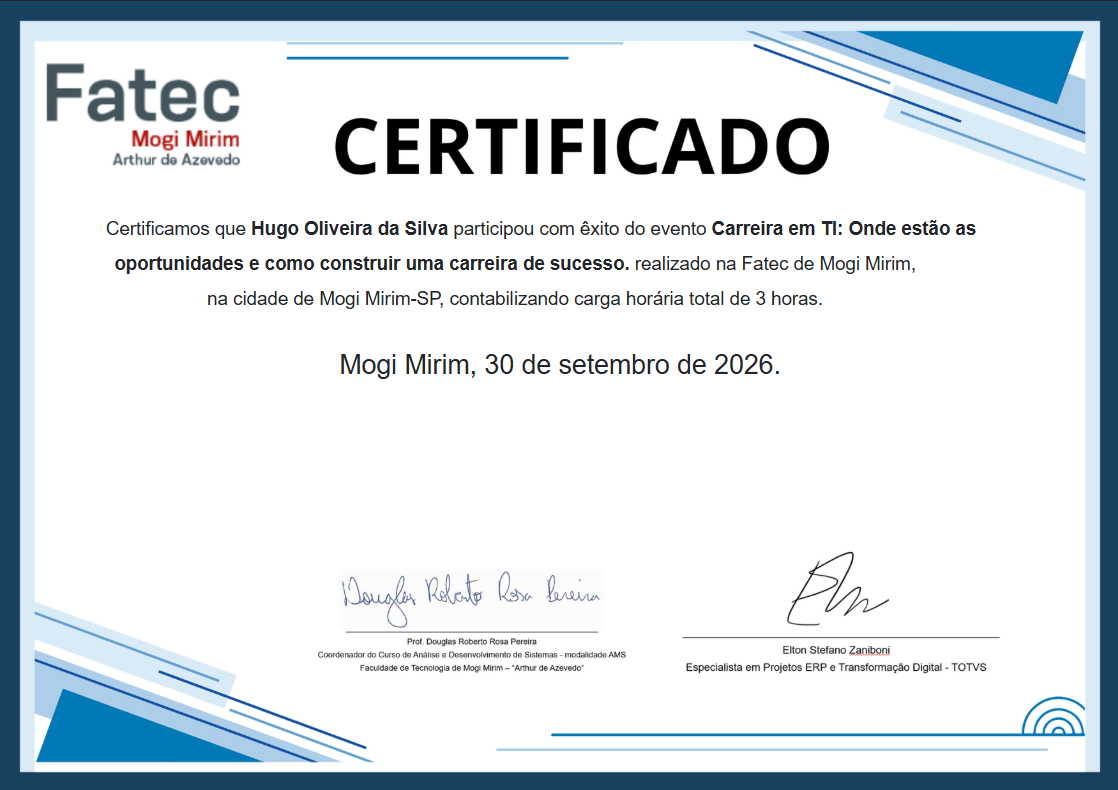 Fatec
Mogi Mirim
Arthur de Azevedo
CERTIFICADO
Certificamos que Hugo Oliveira da Silva participou com êxito do evento Carreira em TI: Onde estão as
oportunidades e como construir uma carreira de sucesso. realizado na Fatec de Mogi Mirim,
na cidade de Mogi Mirim-SP, contabilizando carga horária total de 3 horas.
Mogi Mirim, 30 de setembro de 2026.
Douglas Roberto Rosa Pereira
Prof. Douglas Roberto Rosa Pereira
Coordenador do Curso de Análise e Desenvolvimento de Sistemas - modalidade AMS
Faculdade de Tecnologia de Mogi Mirim – "Arthur de Azevedo"
Elton Stefano Zaniboni
Especialista em Projetos ERP e Transformação Digital - TOTVS